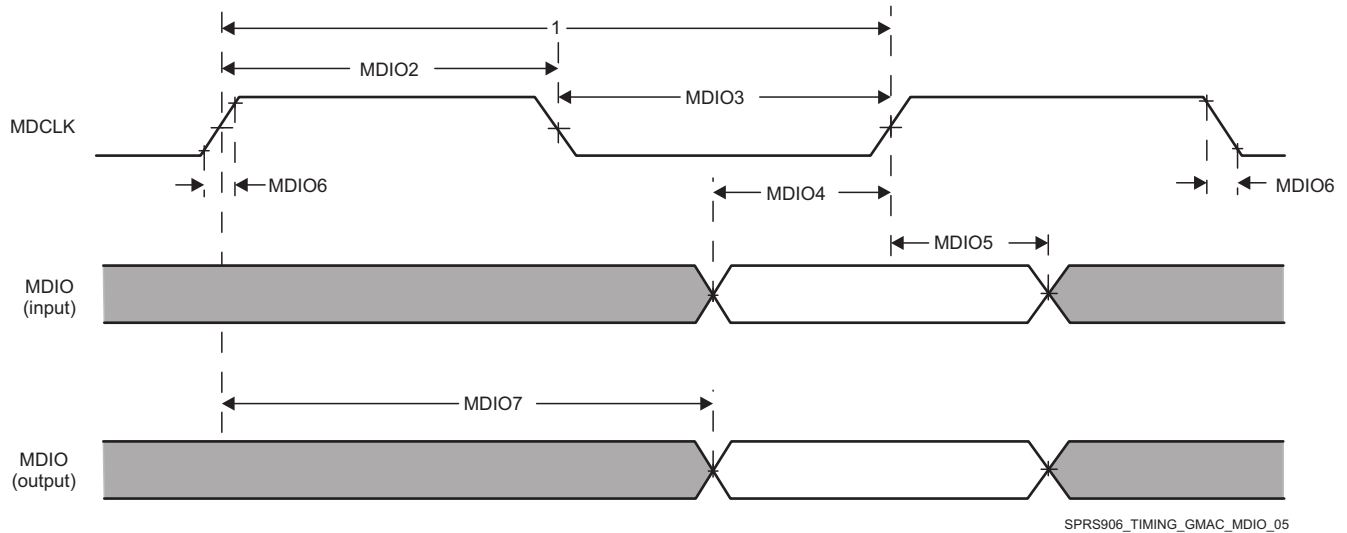 1
MDIO2
MDIO3
MDCLK
MDIO6
MDIO4
MDIO6
MDIO5
MDIO
(input)
MDIO7
MDIO
(output)
SPRS906_TIMING_GMAC_MDIO_05